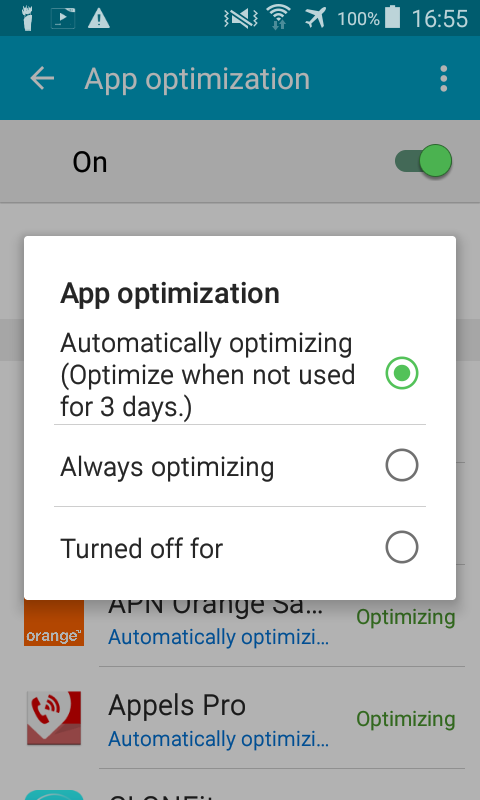 100% 16:55
App optimization
On
App optimization
Automatically optimizing
(Optimize when not used
for 3 days.)
Always optimizing
Turned off for
APN Orange Sa...
Optimizing
orange™
Automatically optimizi...
Appels Pro
Optimizing
Automatically optimizi...